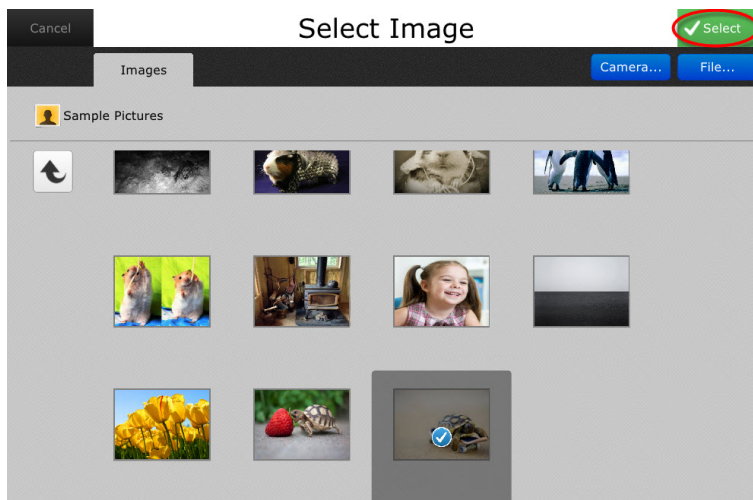 Cancel
Select Image
Select
Images
Camera...
File...
Sample Pictures